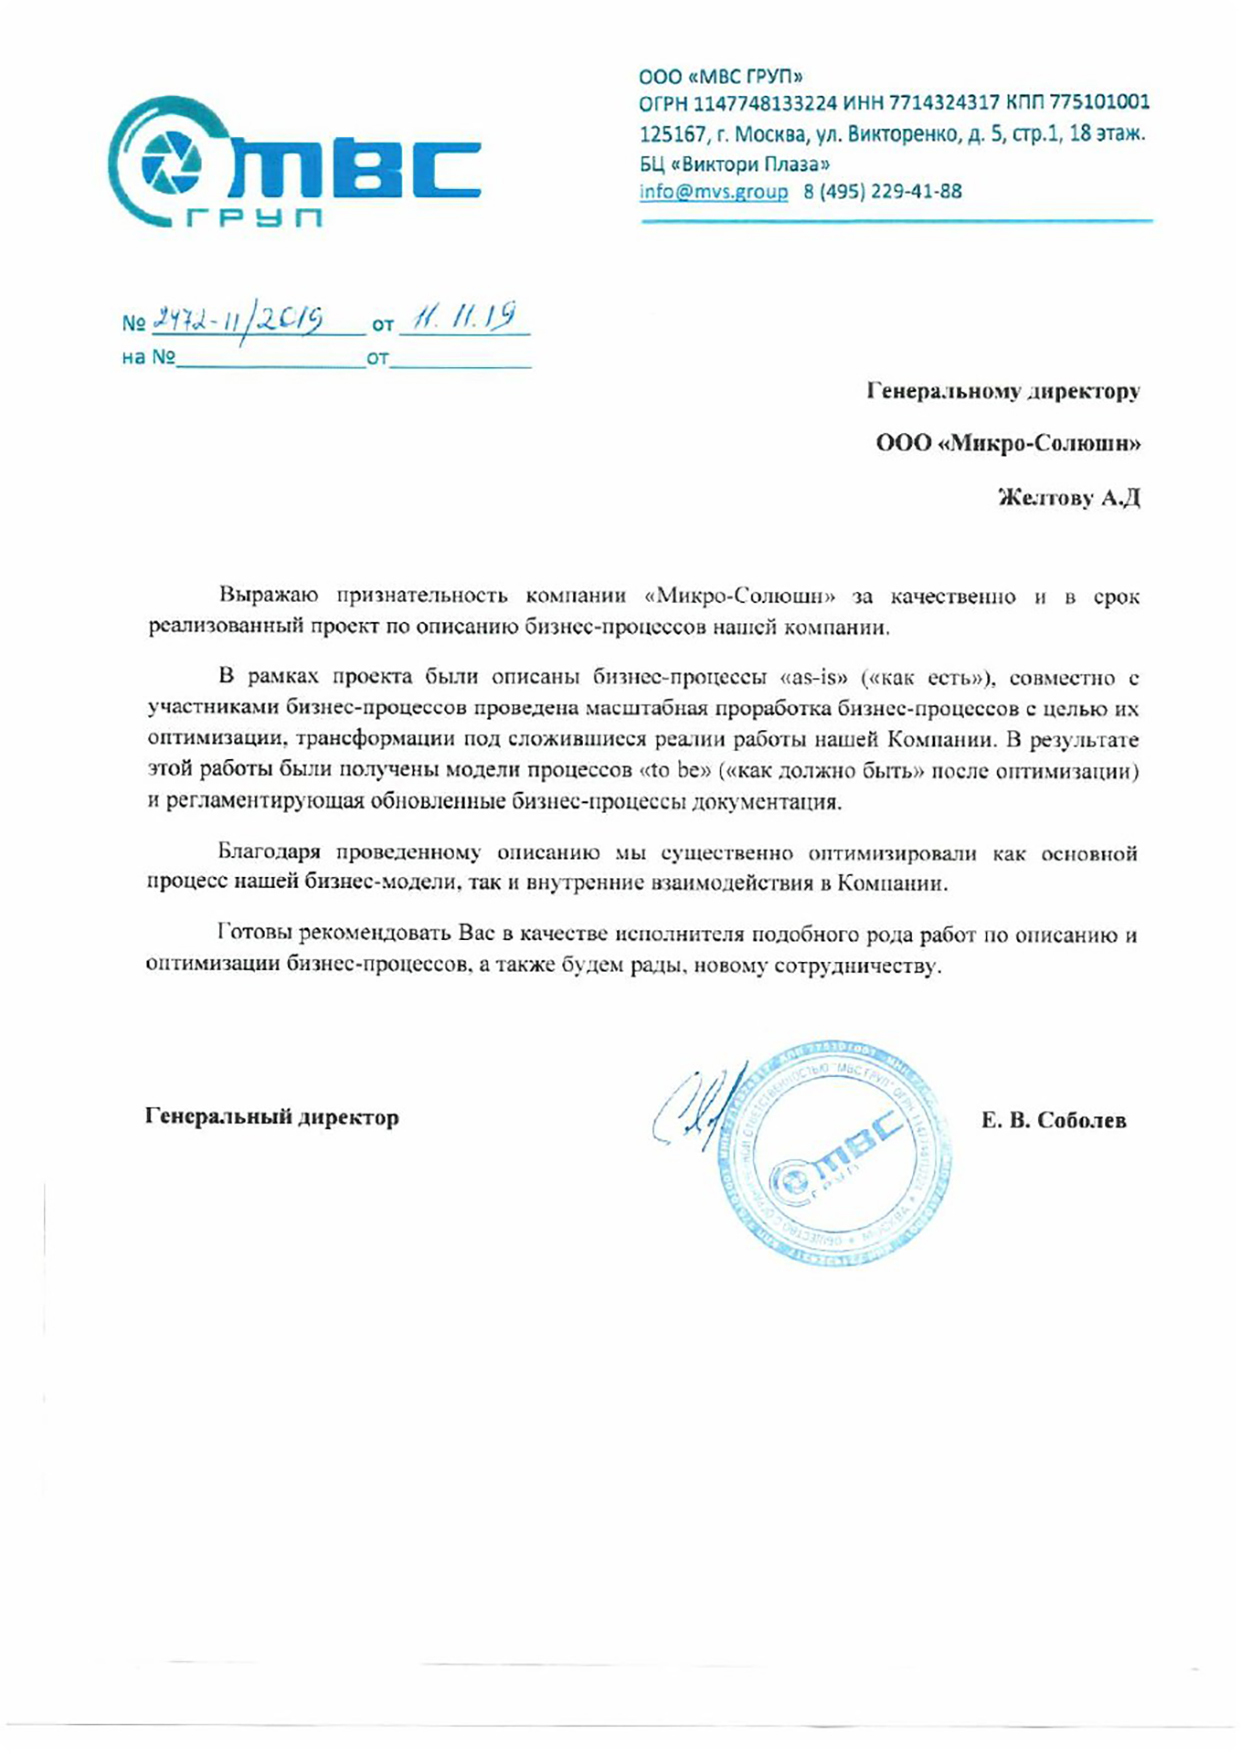 МВС
ГРУП
ООО «МВС ГРУП»
ОГРН 1147748133224 ИНН 7714324317 КПП 775101001
125167, г. Москва, ул. Викторенко, д. 5, стр.1, 18 этаж.
БЦ «Виктори Плаза»
info@mvs.group 8 (495) 229-41-88
№ 2472-11/2019 от 11.11.19
на № от
Генеральному директору
ООО «Микро-Солюшн»
Желтову А.Д
Выражаю признательность компании «Микро-Солюшн» за качественно и в срок
реализованный проект по описанию бизнес-процессов нашей компании.
В рамках проекта были описаны бизнес-процессы «as-is» («как есть»), совместно с
участниками бизнес-процессов проведена масштабная проработка бизнес-процессов с целью их
оптимизации, трансформации под сложившиеся реалии работы нашей Компании. В результате
этой работы были получены модели процессов «to be» («как должно быть» после оптимизации)
и регламентирующая обновленные бизнес-процессы документация.
Благодаря проведенному описанию мы существенно оптимизировали как основной
процесс нашей бизнес-модели, так и внутренние взаимодействия в Компании.
Готовы рекомендовать Вас в качестве исполнителя подобного рода работ по описанию и
оптимизации бизнес-процессов, а также будем рады, новому сотрудничеству.
Генеральный директор
Е. В. Соболев
ОБЩЕСТВО С ОГРАНИЧЕННОЙ ОТВЕТСТВЕННОСТЬЮ "МВС ГРУП" ОГРН 1147748133224 * МОСКВА *
КПП 775101001
МВС
ГРУП